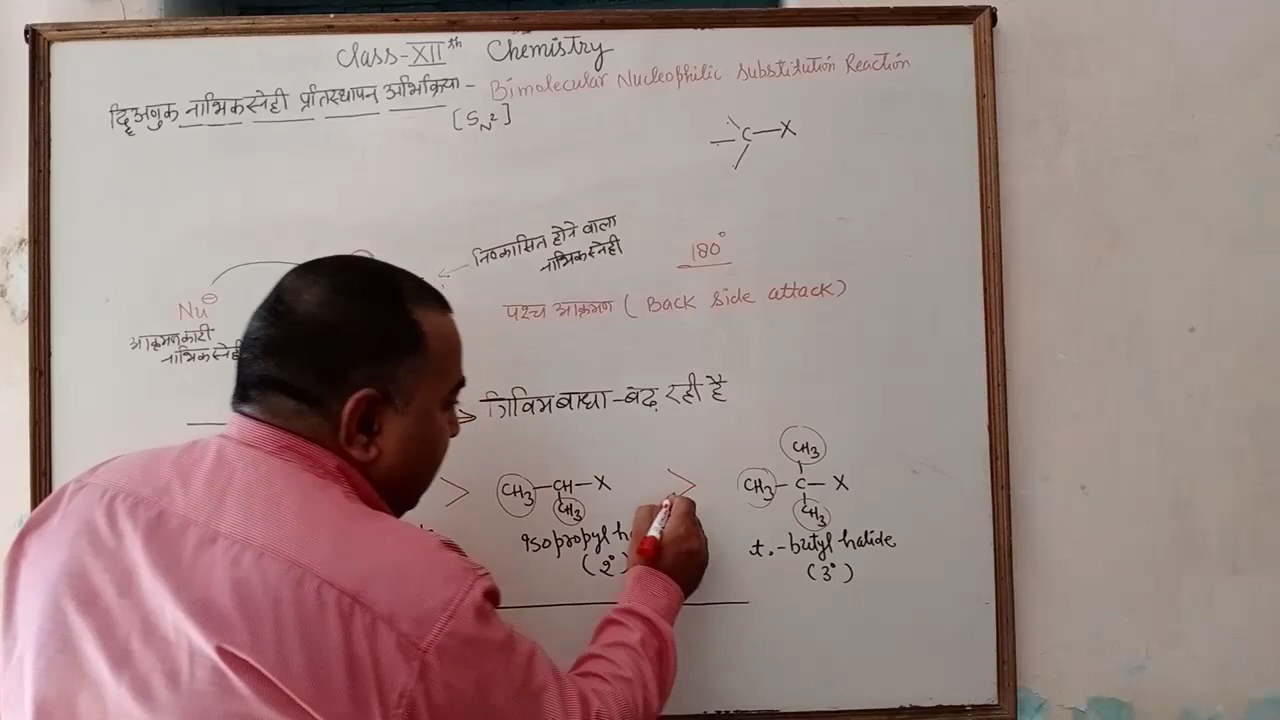 Class-XIIth Chemistry
द्विअणुक नाभिकस्नेही प्रतिस्थापन अभिक्रिया - Bimolecular Nucleophilic Substitution Reaction
[SN2]
C-X
निष्कासित होने वाला
नाभिकस्नेही
180°
Nu⊖
पश्च आक्रमण ( Back side attack )
आक्रमणकारी
नाभिकस्नेही
त्रिविम बाधा - बढ़ रही है
CH3
> CH3-CH-X > CH3-C-X
CH3 CH3
isopropyl t.-butyl halide
(2°) (3°)